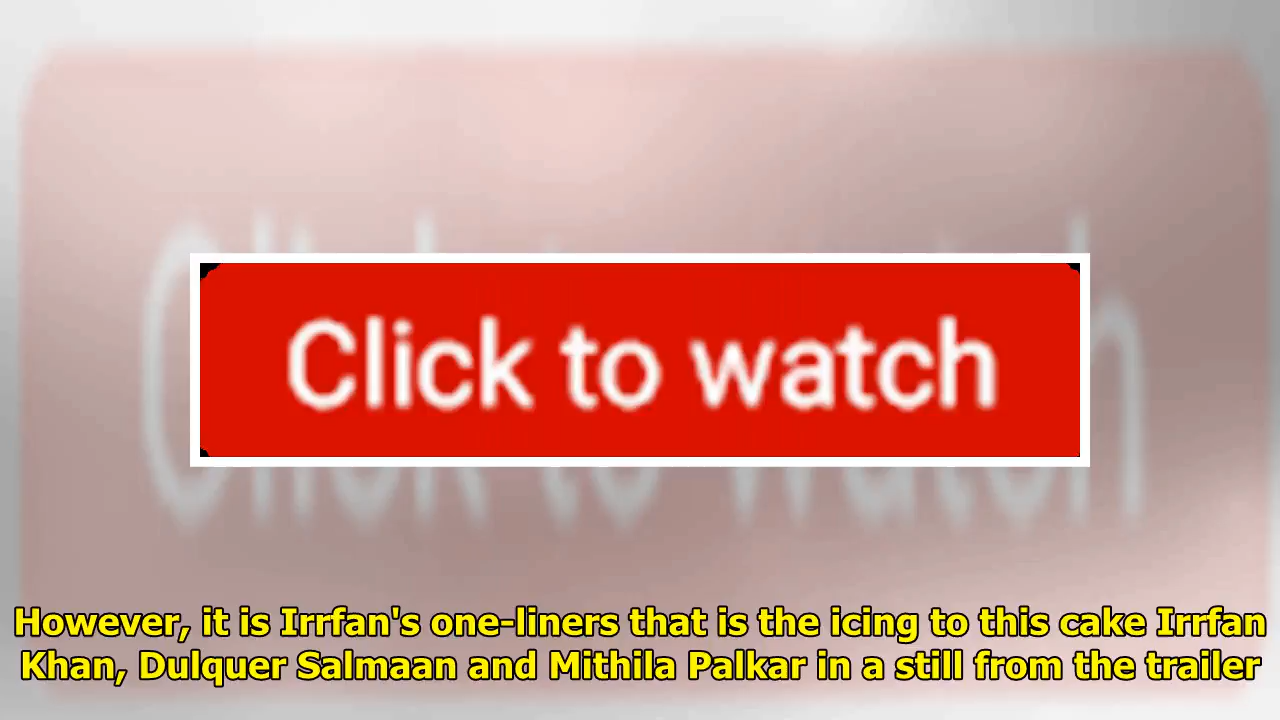 Click to watch
However, it is Irrfan's one-liners that is the icing to this cake Irrfan
Khan, Dulquer Salmaan and Mithila Palkar in a still from the trailer